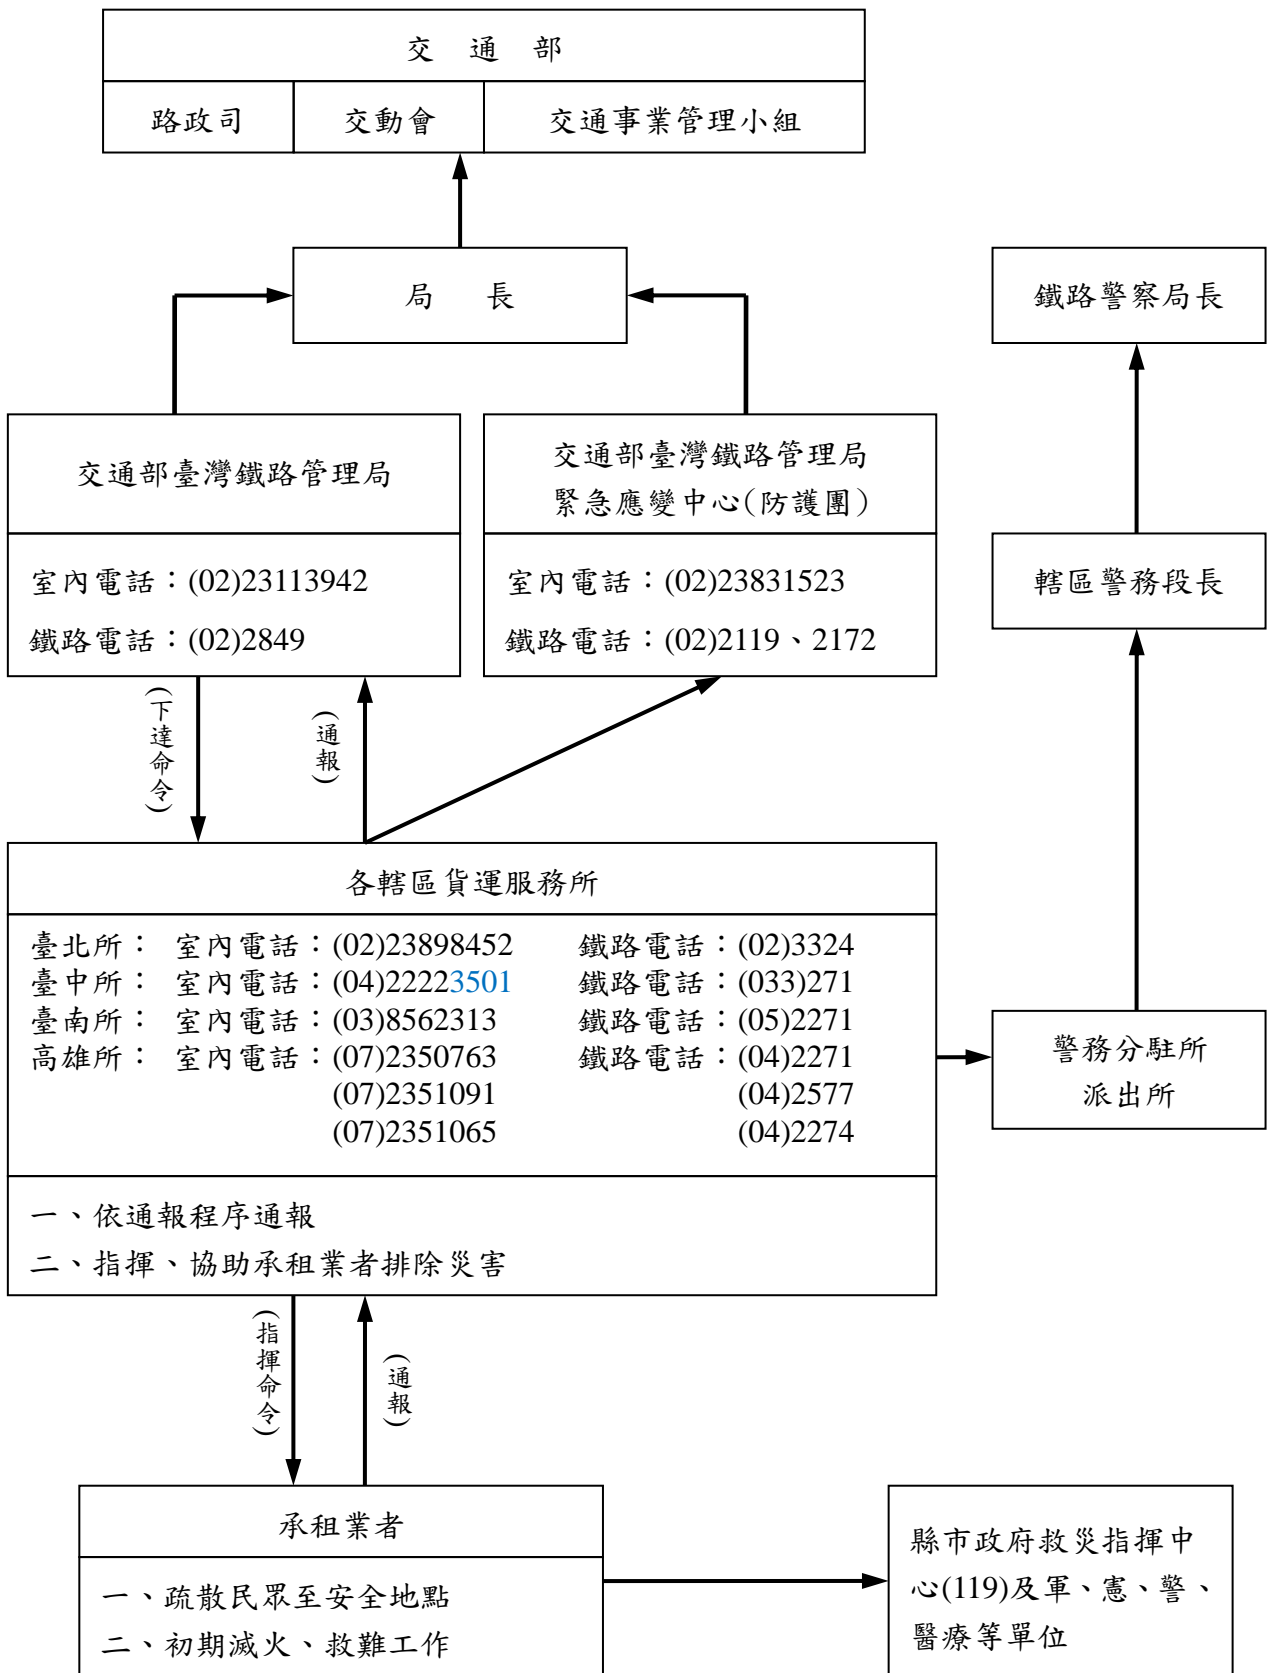 交通部
路政司 交動會 交通事業管理小組
局長
鐵路警察局長
交通部臺灣鐵路管理局
室內電話：(02)23113942
鐵路電話：(02)2849
交通部臺灣鐵路管理局
緊急應變中心(防護團)
室內電話：(02)23831523
鐵路電話：(02)2119、2172
轄區警務段長
(下達命令)
(通報)
各轄區貨運服務所
臺北所： 室內電話：(02)23898452 鐵路電話：(02)3324
臺中所： 室內電話：(04)22223501 鐵路電話：(033)271
臺南所： 室內電話：(03)8562313 鐵路電話：(05)2271
高雄所： 室內電話：(07)2350763 鐵路電話：(04)2271
(07)2351091 (04)2577
(07)2351065 (04)2274
一、依通報程序通報
二、指揮、協助承租業者排除災害
警務分駐所
派出所
(指揮命令)
(通報)
承租業者
一、疏散民眾至安全地點
二、初期滅火、救難工作
縣市政府救災指揮中
心(119)及軍、憲、警、
醫療等單位